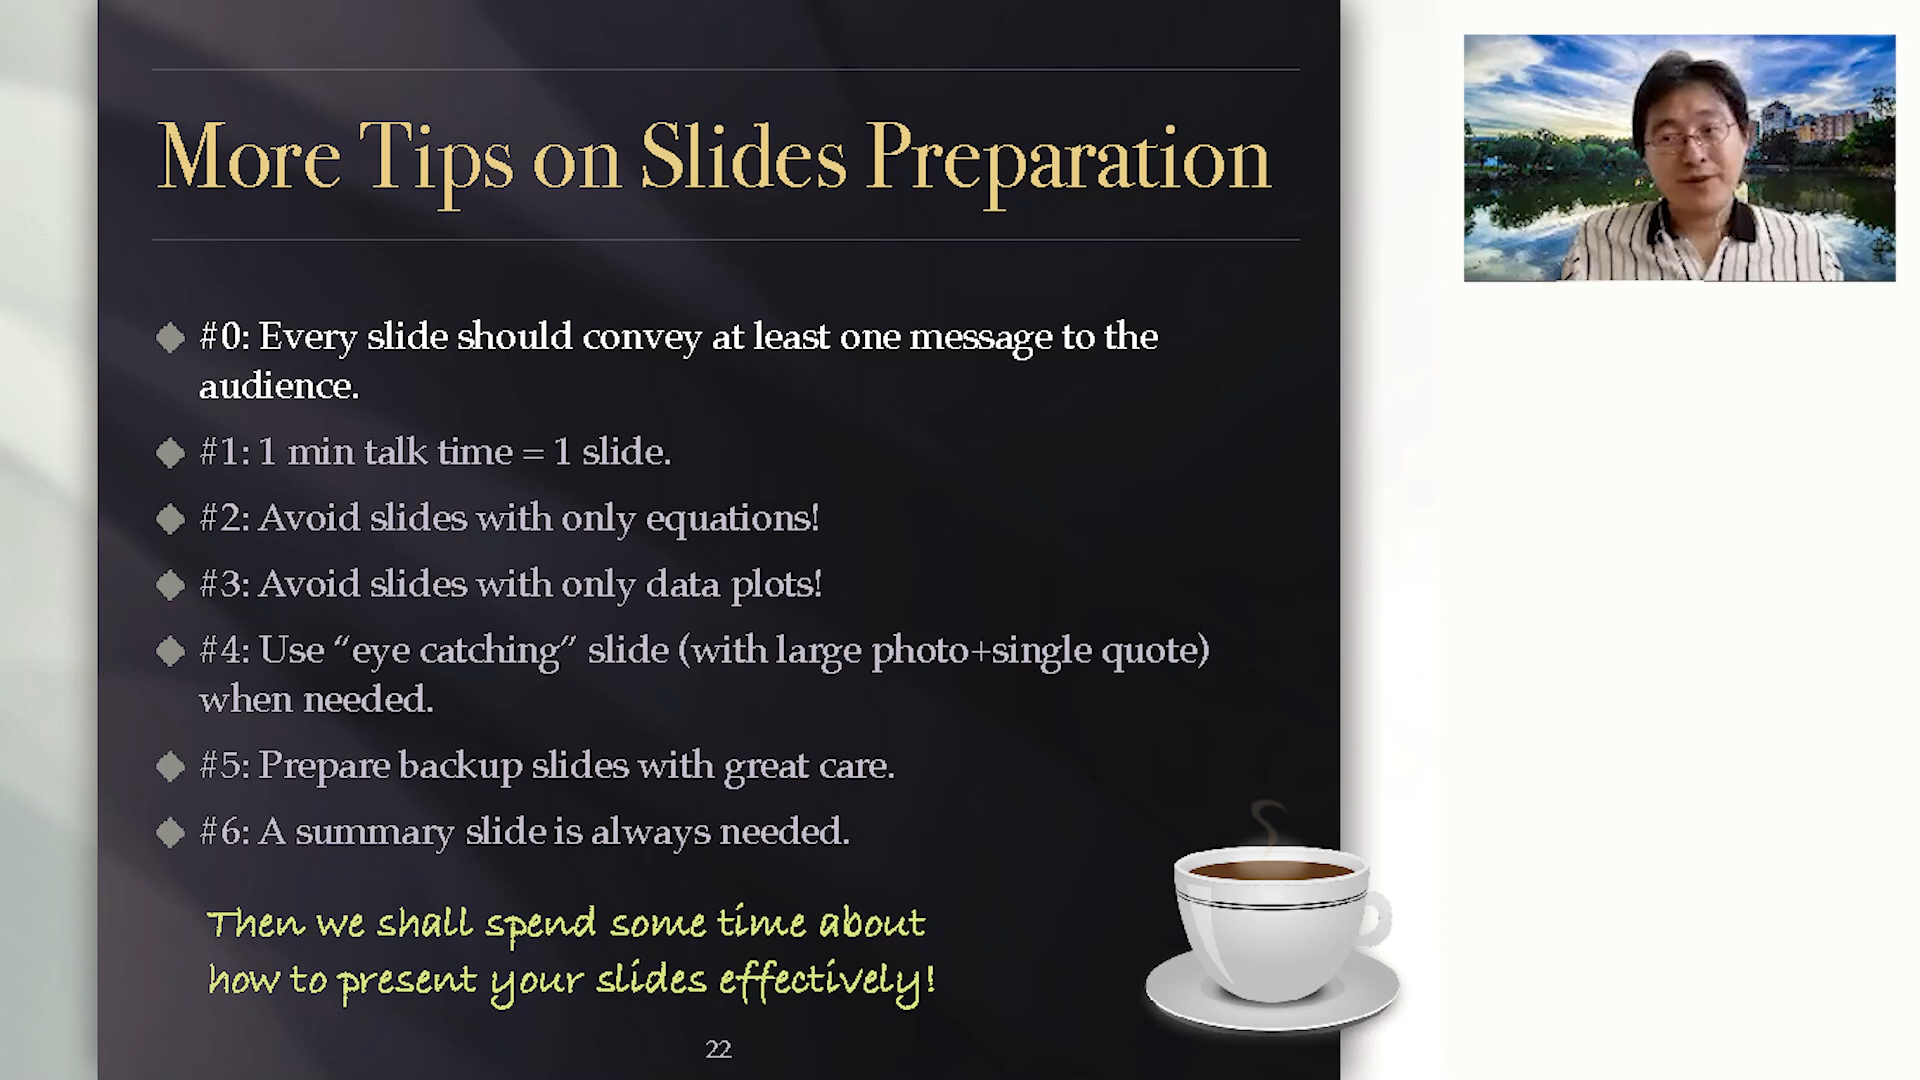 More Tips on Slides Preparation
#0: Every slide should convey at least one message to the
audience.
#1: 1 min talk time = 1 slide.
#2: Avoid slides with only equations!
#3: Avoid slides with only data plots!
#4: Use “eye catching” slide (with large photo+single quote)
when needed.
#5: Prepare backup slides with great care.
#6: A summary slide is always needed.
Then we shall spend some time about
how to present your slides effectively!
22